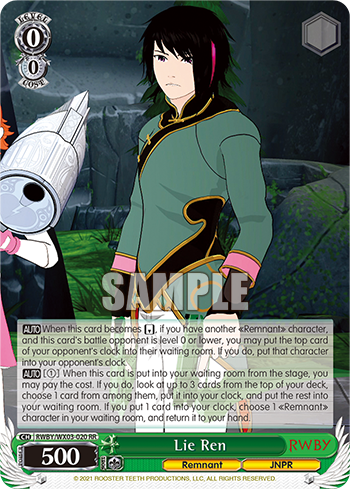 LEVEL
0
0
COST
SAMPLE
AUTO When this card becomes [ ], if you have another «Remnant» character,
and this card's battle opponent is level 0 or lower, you may put the top card
of your opponent's clock into their waiting room. If you do, put that character
into your opponent's clock.
AUTO [①] When this card is put into your waiting room from the stage, you
may pay the cost. If you do, look at up to 3 cards from the top of your deck,
choose 1 card from among them, put it into your clock, and put the rest into
your waiting room. If you put 1 card into your clock, choose 1 «Remnant»
character in your waiting room, and return it to your hand.
CH RWBY/WX03-020 RR
Lie Ren
RWBY
POWER
500
Remnant
JNPR
© 2021 ROOSTER TEETH PRODUCTIONS, LLC, ALL RIGHTS RESERVED.